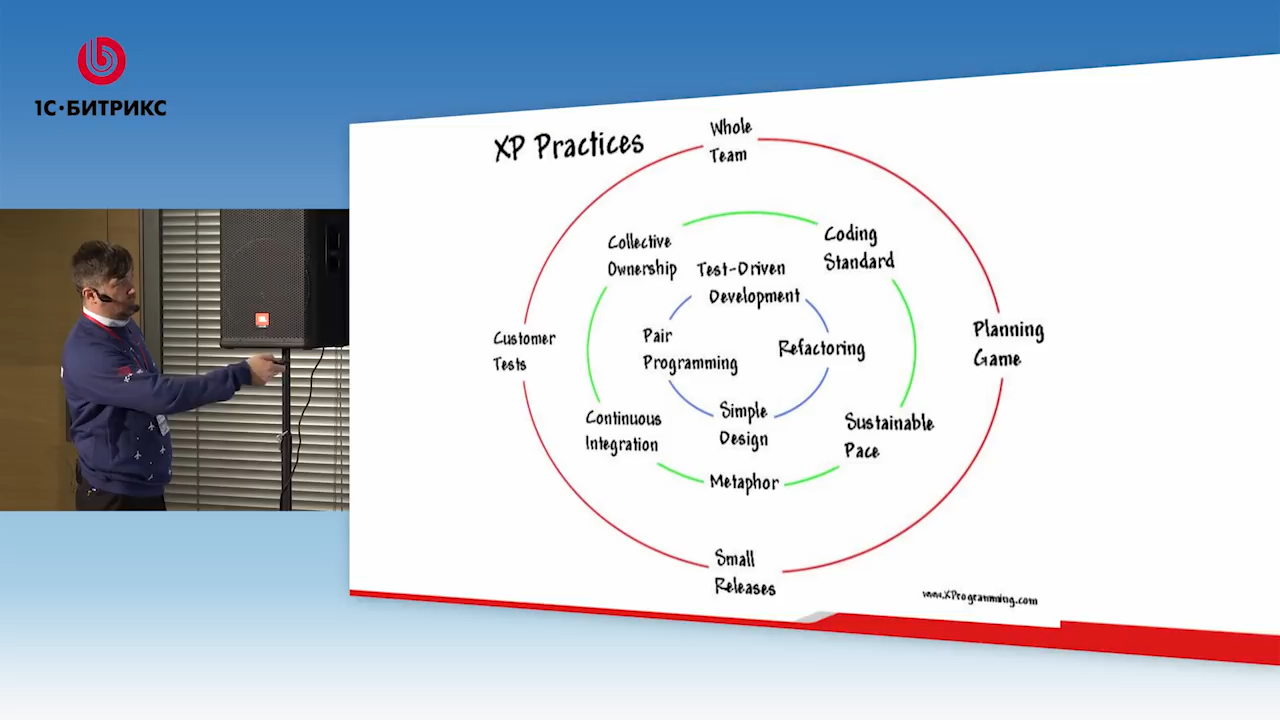 1С·БИТРИКС
XP Practices
Whole
Team
Collective
Ownership
Coding
Standard
Test-Driven
Development
Customer
Tests
Pair
Programming
Refactoring
Planning
Game
Continuous
Integration
Simple
Design
Sustainable
Pace
Metaphor
Small
Releases
www.XProgramming.com
JBL